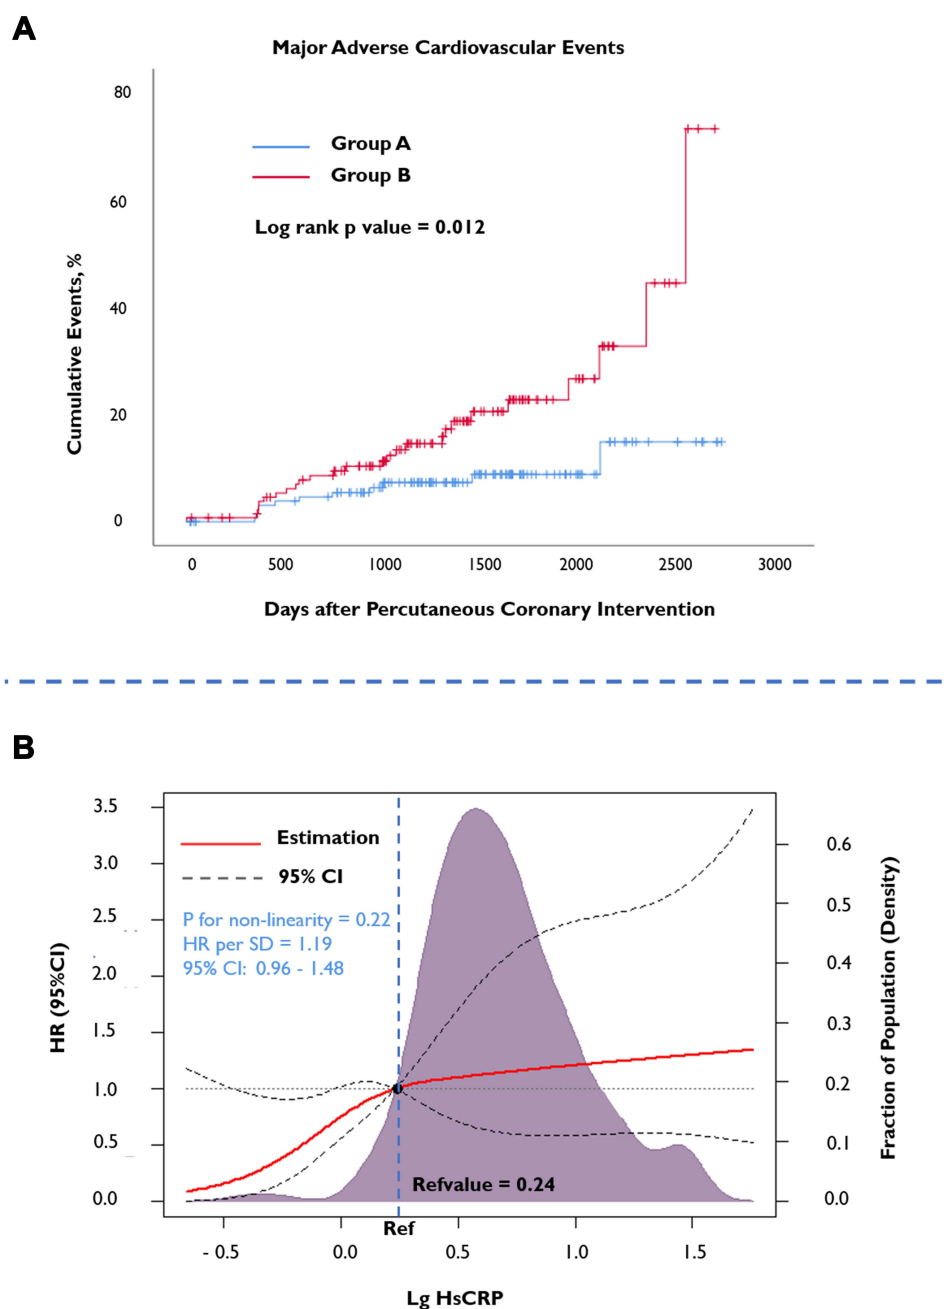 A
Major Adverse Cardiovascular Events
80
60
40
20
0
Cumulative Events, %
Group A
Group B
Log rank p value = 0.012
0 500 1000 1500 2000 2500 3000
Days after Percutaneous Coronary Intervention
B
3.5
3.0
2.5
2.0
1.5
1.0
0.5
0.0
HR (95%CI)
Estimation
95% CI
P for non-linearity = 0.22
HR per SD = 1.19
95% CI: 0.96 - 1.48
0.6
0.5
0.4
0.3
0.2
0.1
0.0
Fraction of Population (Density)
Refvalue = 0.24
Ref
- 0.5 0.0 0.5 1.0 1.5
Lg HsCRP